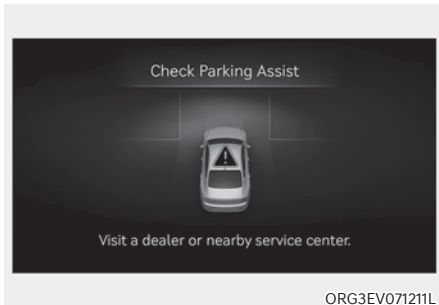 Check Parking Assist
Visit a dealer or nearby service center.
ORG3EV071211L